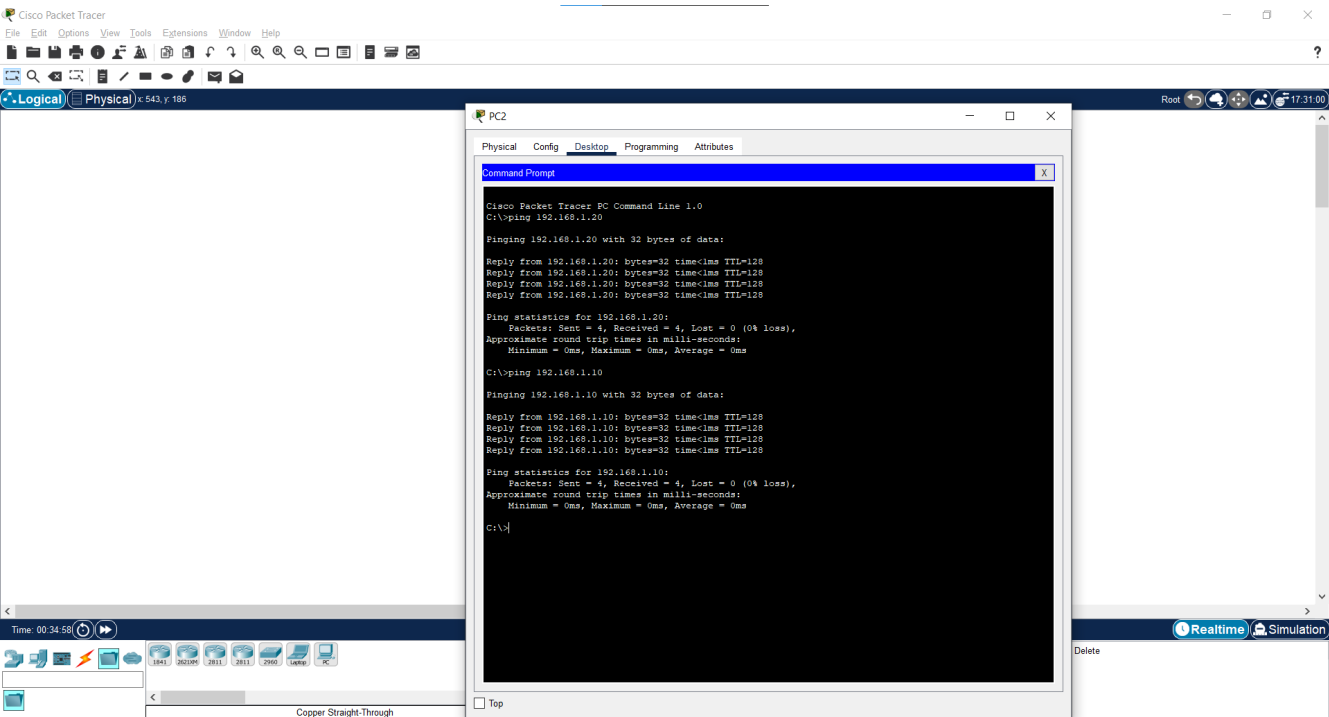 Cisco Packet Tracer
File Edit Options View Tools Extensions Window Help
?
Logical Physical x: 543, y: 186 Root 17:31:00
PC2
Physical Config Desktop Programming Attributes
Command Prompt X
Cisco Packet Tracer PC Command Line 1.0
C:\>ping 192.168.1.20
Pinging 192.168.1.20 with 32 bytes of data:
Reply from 192.168.1.20: bytes=32 time<1ms TTL=128
Reply from 192.168.1.20: bytes=32 time<1ms TTL=128
Reply from 192.168.1.20: bytes=32 time<1ms TTL=128
Reply from 192.168.1.20: bytes=32 time<1ms TTL=128
Ping statistics for 192.168.1.20:
Packets: Sent = 4, Received = 4, Lost = 0 (0% loss),
Approximate round trip times in milli-seconds:
Minimum = 0ms, Maximum = 0ms, Average = 0ms
C:\>ping 192.168.1.10
Pinging 192.168.1.10 with 32 bytes of data:
Reply from 192.168.1.10: bytes=32 time<1ms TTL=128
Reply from 192.168.1.10: bytes=32 time<1ms TTL=128
Reply from 192.168.1.10: bytes=32 time<1ms TTL=128
Reply from 192.168.1.10: bytes=32 time<1ms TTL=128
Ping statistics for 192.168.1.10:
Packets: Sent = 4, Received = 4, Lost = 0 (0% loss),
Approximate round trip times in milli-seconds:
Minimum = 0ms, Maximum = 0ms, Average = 0ms
C:\>
Time: 00:34:58 Realtime Simulation
1841 2621XM 2811 2811 2960 Laptop PC
Delete
Top
Copper Straight-Through